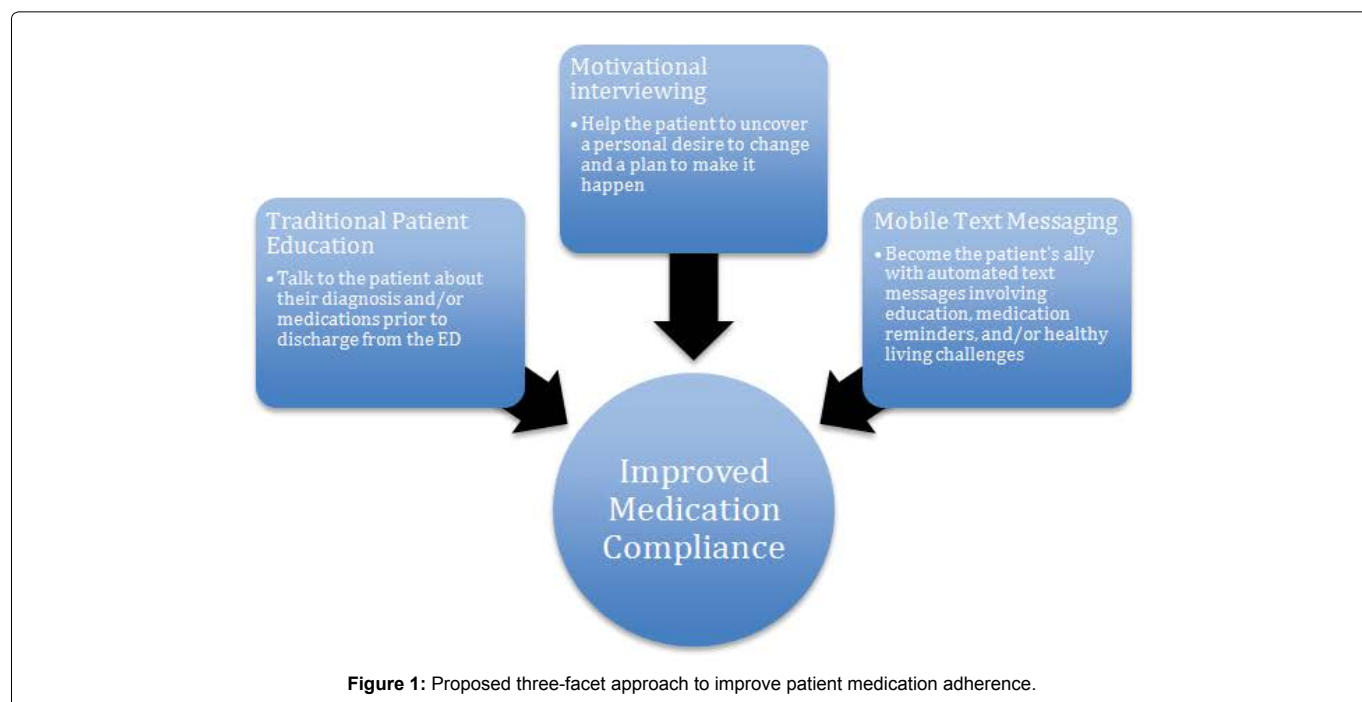 Motivational
interviewing
• Help the patient to uncover
a personal desire to change
and a plan to make it
happen
Traditional Patient
Education
• Talk to the patient about
their diagnosis and/or
medications prior to
discharge from the ED
Mobile Text Messaging
• Become the patient's ally
with automated text
messages involving
education, medication
reminders, and/or healthy
living challenges
Improved
Medication
Compliance
Figure 1: Proposed three-facet approach to improve patient medication adherence.